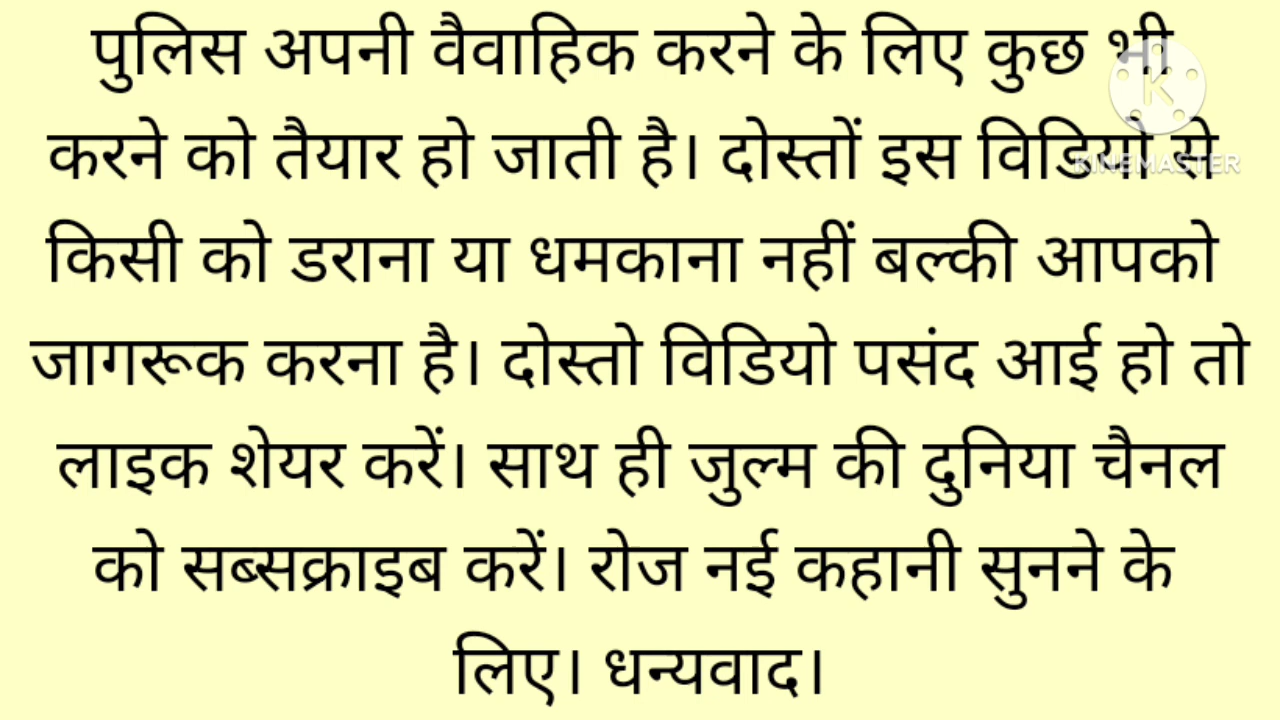 पुलिस अपनी वैवाहिक करने के लिए कुछ भी
करने को तैयार हो जाती है। दोस्तों इस विडियो से
किसी को डराना या धमकाना नहीं बल्की आपको
जागरूक करना है। दोस्तो विडियो पसंद आई हो तो
लाइक शेयर करें। साथ ही जुल्म की दुनिया चैनल
को सब्सक्राइब करें। रोज नई कहानी सुनने के
लिए। धन्यवाद।
K
KINEMASTER